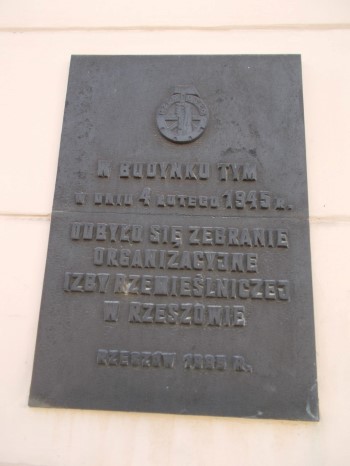 W BUDYNKU TYM
W DNIU 4 LUTEGO 1945 R.
ODBYŁO SIĘ ZEBRANIE
ORGANIZACYJNE
IZBY RZEMIEŚLNICZEJ
W RZESZOWIE
RZESZÓW 1985 R.